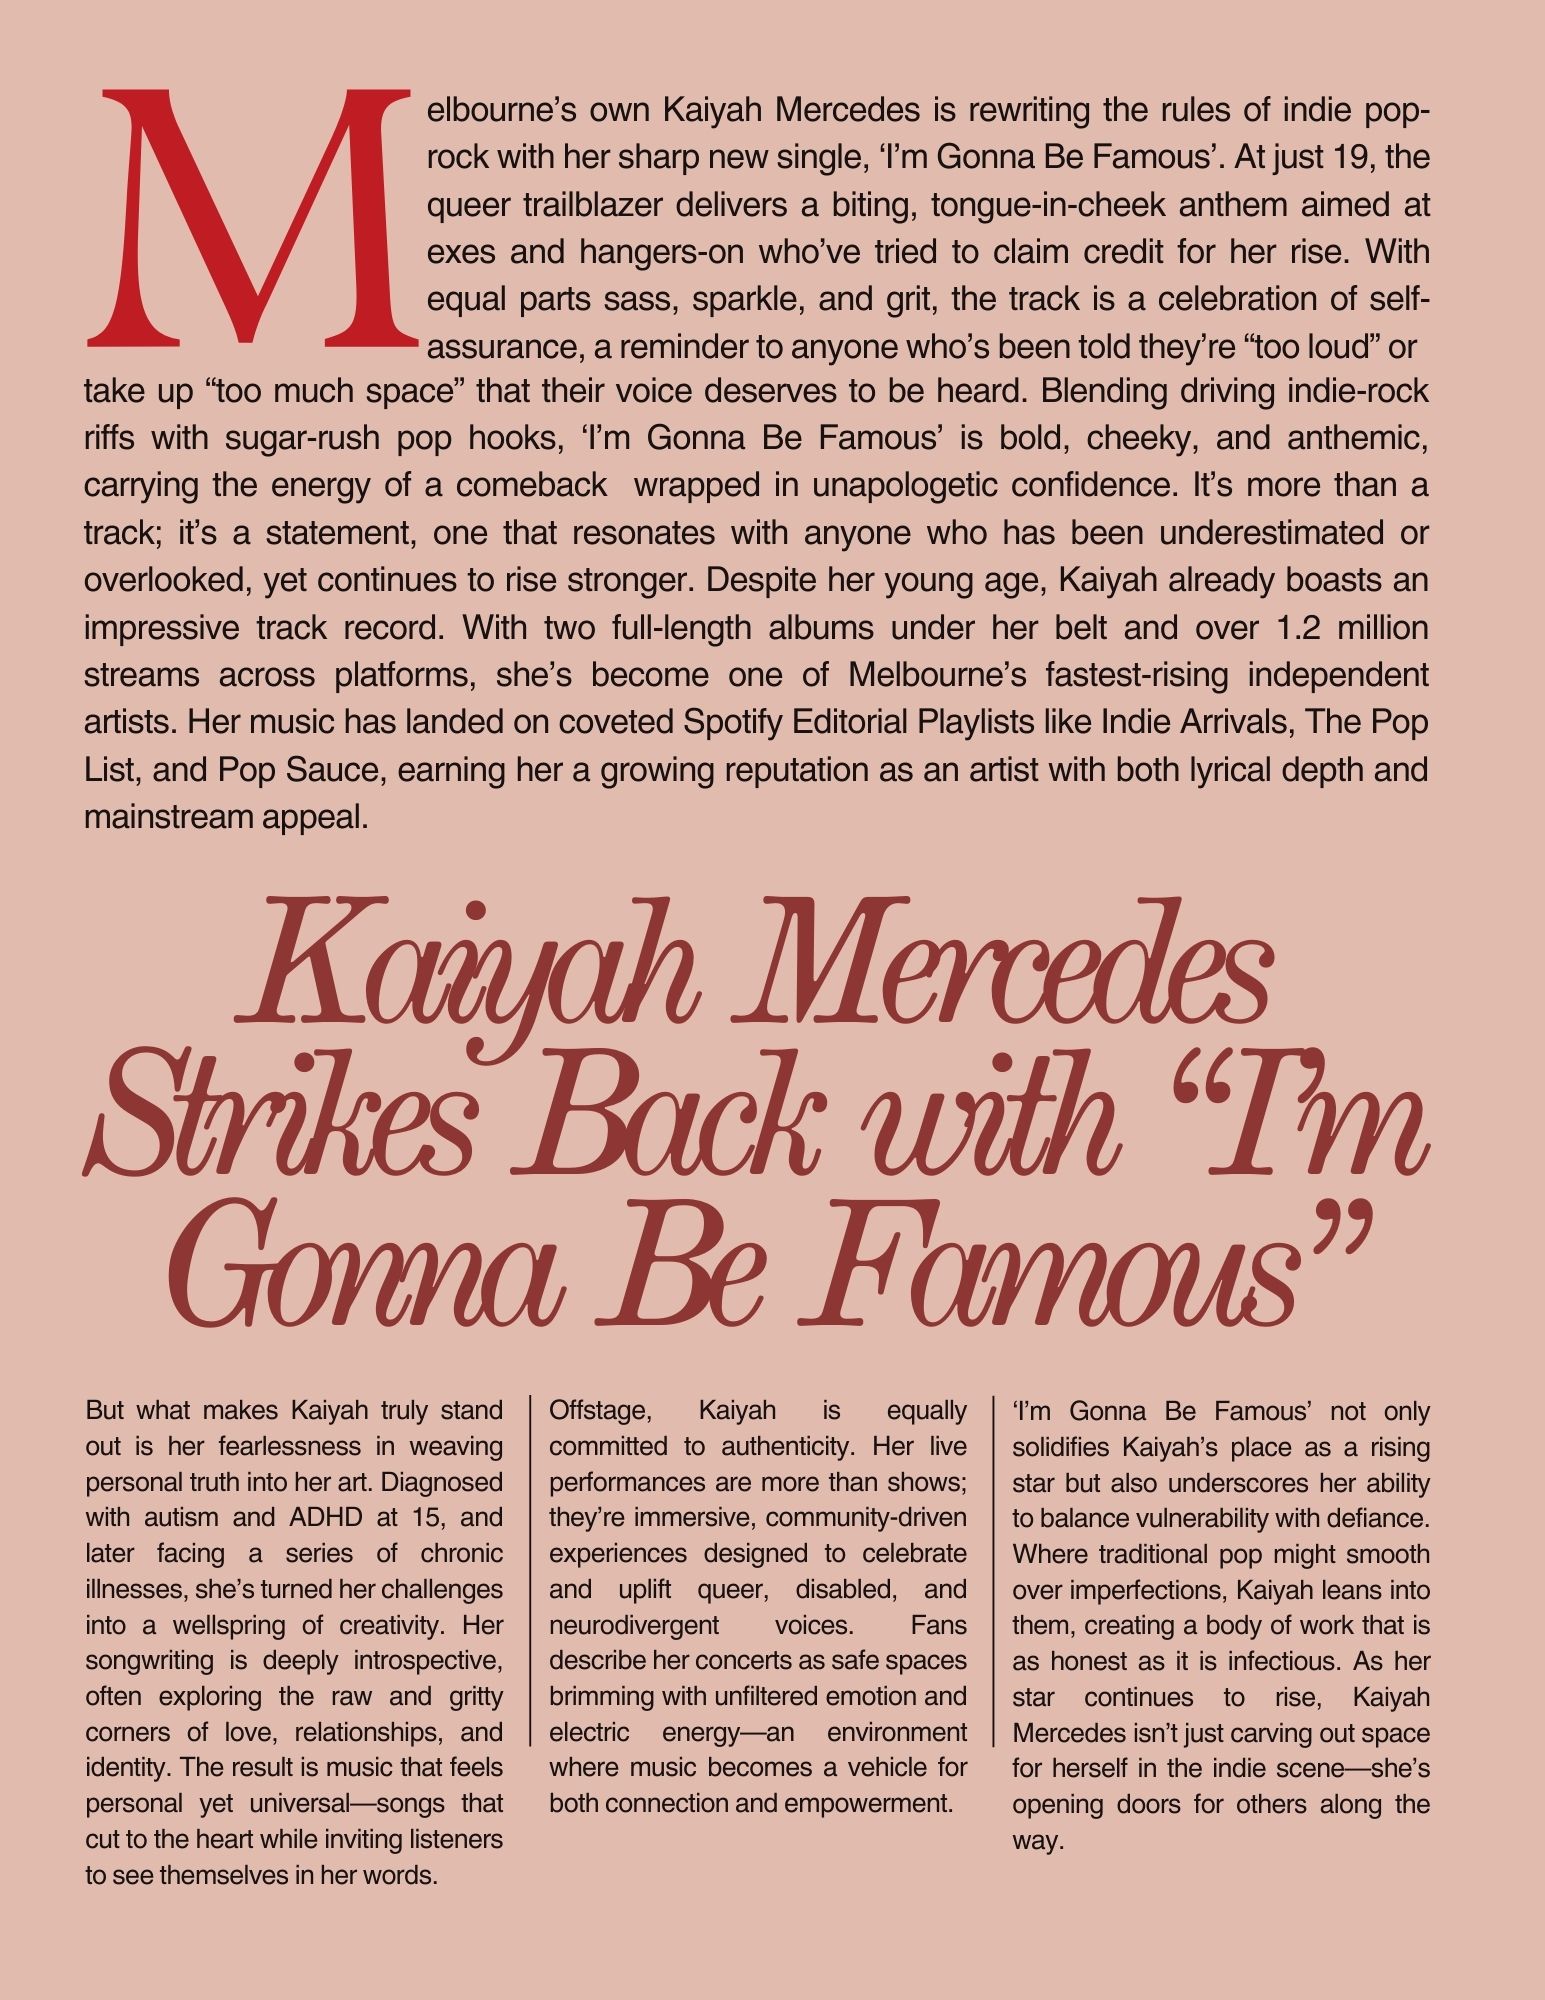 Melbourne’s own Kaiyah Mercedes is rewriting the rules of indie pop-
rock with her sharp new single, ‘I’m Gonna Be Famous’. At just 19, the
queer trailblazer delivers a biting, tongue-in-cheek anthem aimed at
exes and hangers-on who’ve tried to claim credit for her rise. With
equal parts sass, sparkle, and grit, the track is a celebration of self-
assurance, a reminder to anyone who’s been told they’re “too loud” or
take up “too much space” that their voice deserves to be heard. Blending driving indie-rock
riffs with sugar-rush pop hooks, ‘I’m Gonna Be Famous’ is bold, cheeky, and anthemic,
carrying the energy of a comeback  wrapped in unapologetic confidence. It’s more than a
track; it’s a statement, one that resonates with anyone who has been underestimated or
overlooked, yet continues to rise stronger. Despite her young age, Kaiyah already boasts an
impressive track record. With two full-length albums under her belt and over 1.2 million
streams across platforms, she’s become one of Melbourne’s fastest-rising independent
artists. Her music has landed on coveted Spotify Editorial Playlists like Indie Arrivals, The Pop
List, and Pop Sauce, earning her a growing reputation as an artist with both lyrical depth and
mainstream appeal.
Kaiyah Mercedes
Strikes Back with “I’m
Gonna Be Famous”
But what makes Kaiyah truly stand
out is her fearlessness in weaving
personal truth into her art. Diagnosed
with autism and ADHD at 15, and
later facing a series of chronic
illnesses, she’s turned her challenges
into a wellspring of creativity. Her
songwriting is deeply introspective,
often exploring the raw and gritty
corners of love, relationships, and
identity. The result is music that feels
personal yet universal—songs that
cut to the heart while inviting listeners
to see themselves in her words.
Offstage, Kaiyah is equally
committed to authenticity. Her live
performances are more than shows;
they’re immersive, community-driven
experiences designed to celebrate
and uplift queer, disabled, and
neurodivergent voices. Fans
describe her concerts as safe spaces
brimming with unfiltered emotion and
electric energy—an environment
where music becomes a vehicle for
both connection and empowerment.
‘I’m Gonna Be Famous’ not only
solidifies Kaiyah’s place as a rising
star but also underscores her ability
to balance vulnerability with defiance.
Where traditional pop might smooth
over imperfections, Kaiyah leans into
them, creating a body of work that is
as honest as it is infectious. As her
star continues to rise, Kaiyah
Mercedes isn’t just carving out space
for herself in the indie scene—she’s
opening doors for others along the
way.